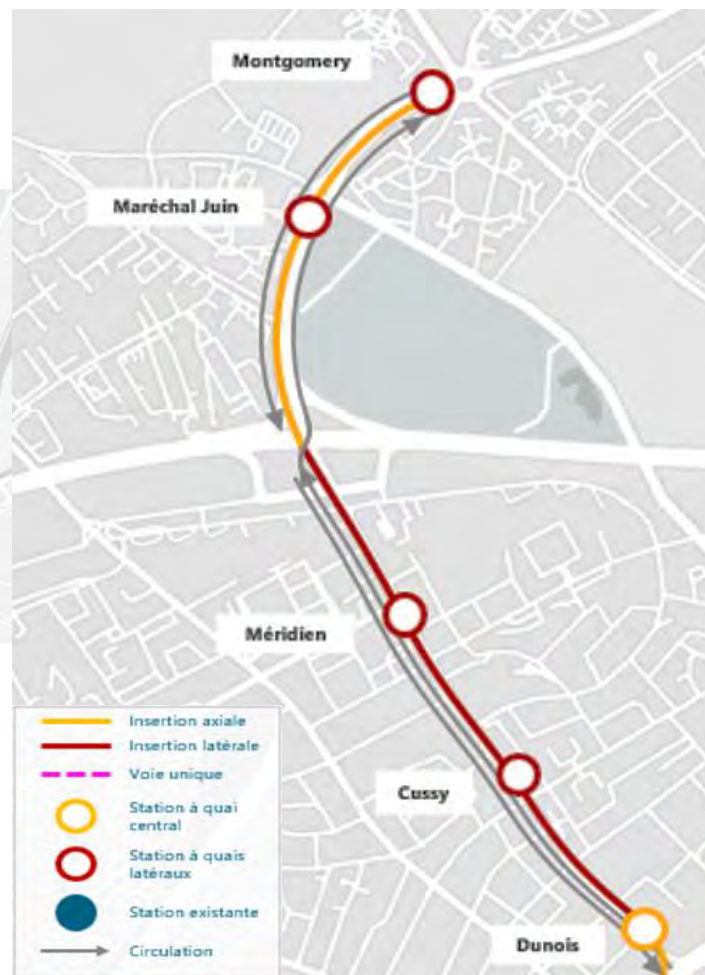 Montgomery
Maréchal Juin
Méridien
Cussy
Dunois
Insertion axiale
Insertion latérale
Voie unique
Station à quai
central
Station à quais
latéraux
Station existante
Circulation